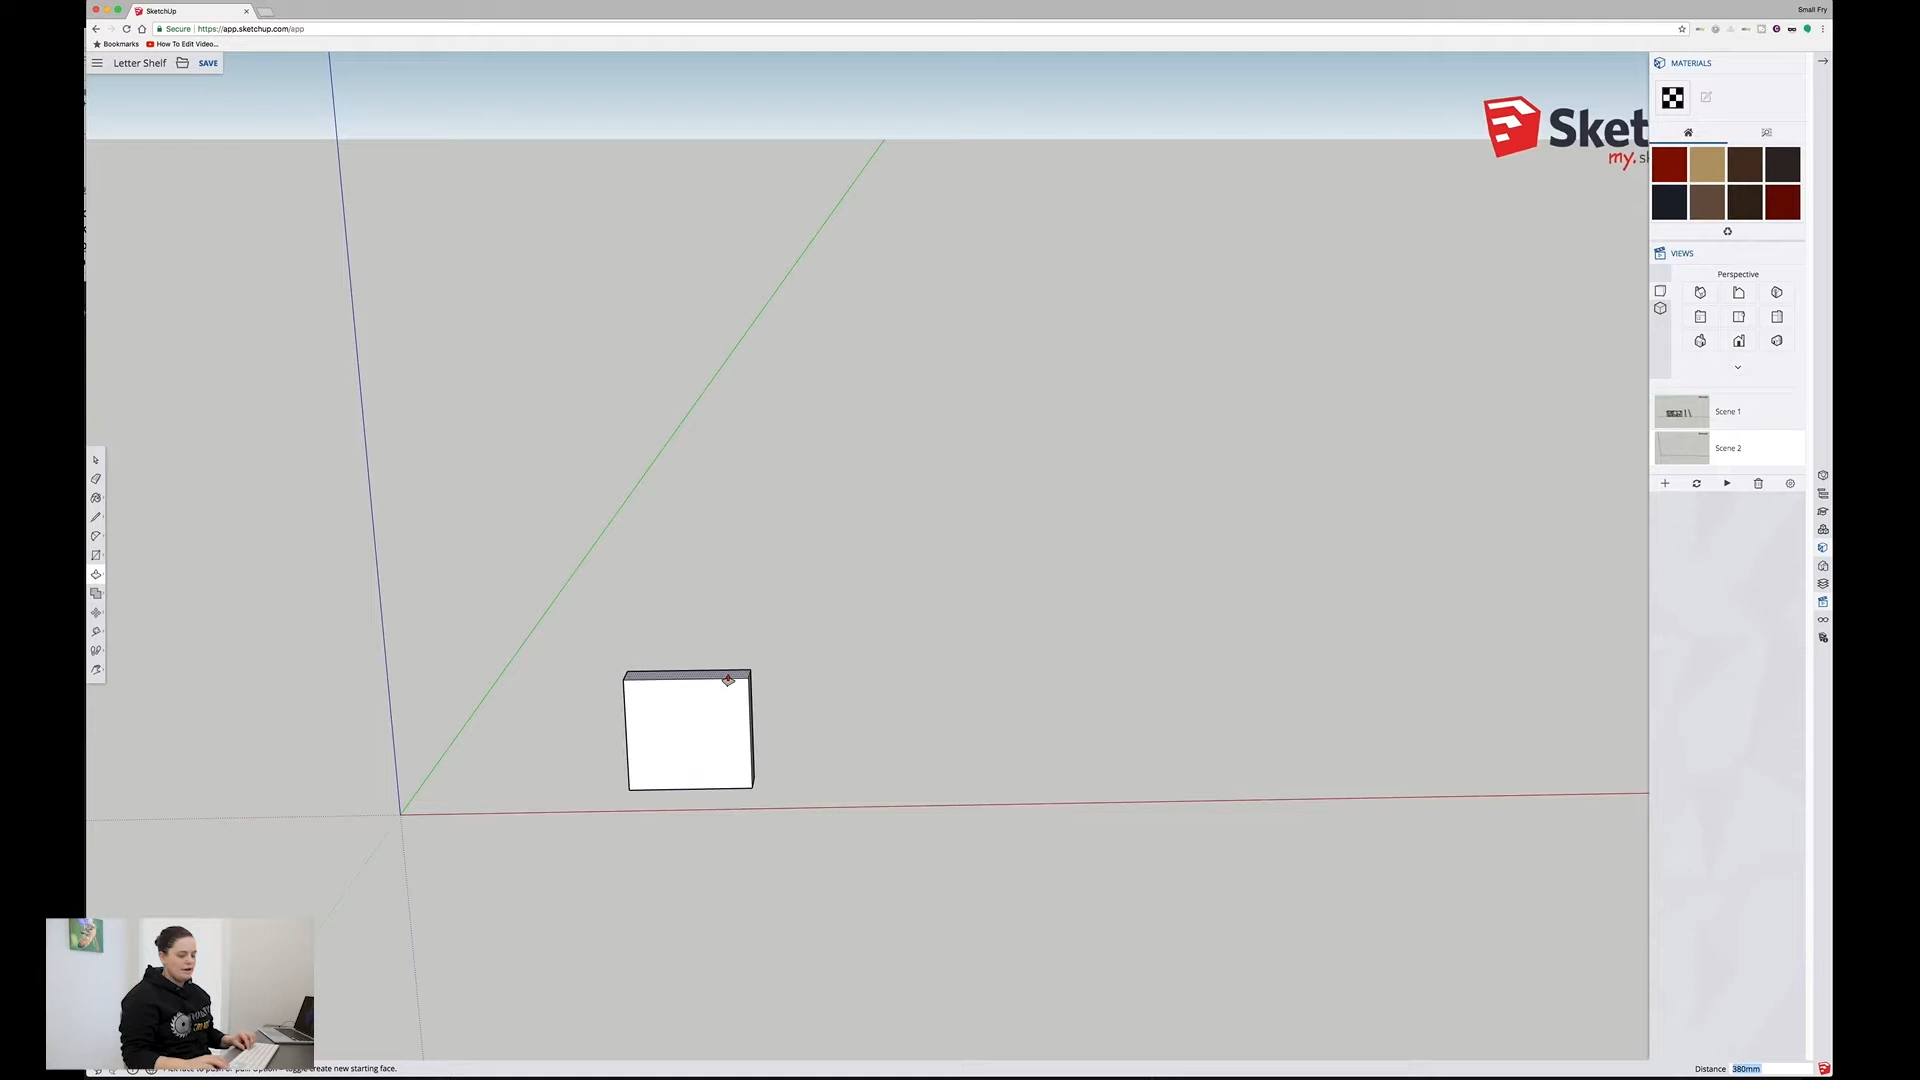 SketchUp
Small Fry
Secure
https://app.sketchup.com/app
Bookmarks
How To Edit Video...
Letter Shelf
SAVE
Sket
my.s
MATERIALS
VIEWS
Perspective
Scene 1
Scene 2
create new starting face.
Distance 380mm